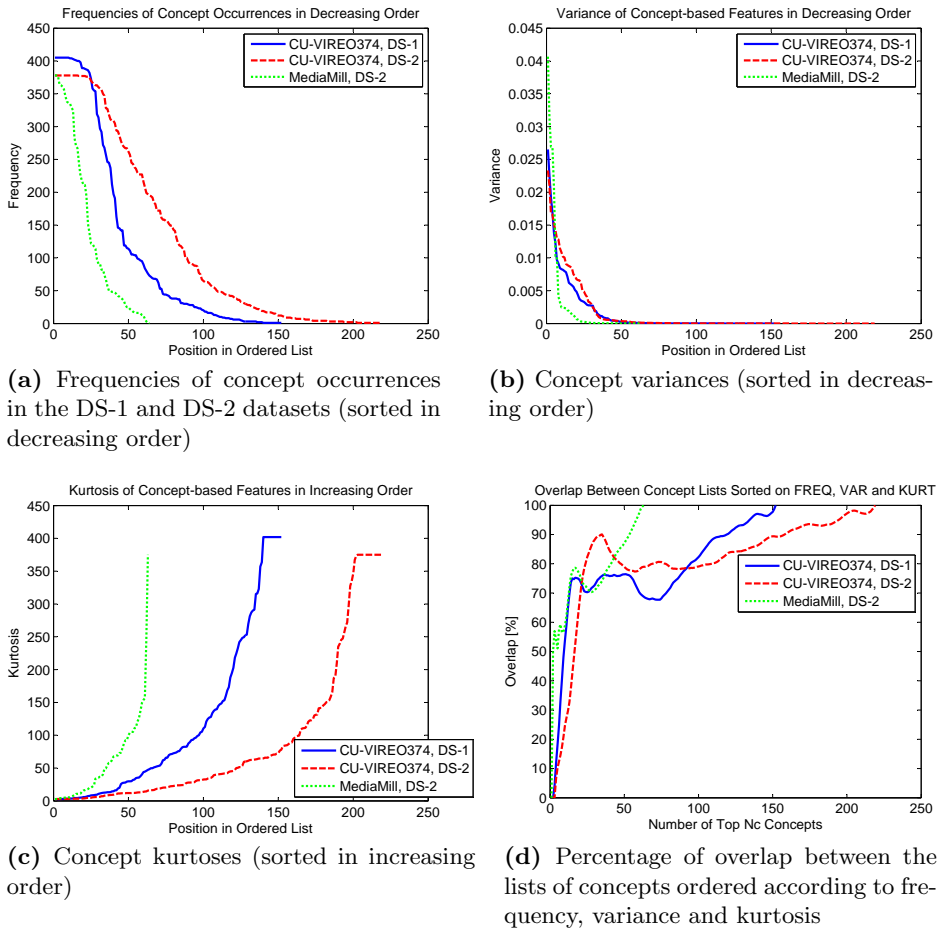 Frequencies of Concept Occurrences in Decreasing Order
450
400
350
300
250
200
150
100
50
0
Frequency
CU-VIREO374, DS-1
CU-VIREO374, DS-2
MediaMill, DS-2
0 50 100 150 200 250
Position in Ordered List
(a) Frequencies of concept occurrences
in the DS-1 and DS-2 datasets (sorted in
decreasing order)
Variance of Concept-based Features in Decreasing Order
0.045
0.04
0.035
0.03
0.025
0.02
0.015
0.01
0.005
0
Variance
CU-VIREO374, DS-1
CU-VIREO374, DS-2
MediaMill, DS-2
0 50 100 150 200 250
Position in Ordered List
(b) Concept variances (sorted in decreas-
ing order)
Kurtosis of Concept-based Features in Increasing Order
450
400
350
300
250
200
150
100
50
0
Kurtosis
CU-VIREO374, DS-1
CU-VIREO374, DS-2
MediaMill, DS-2
0 50 100 150 200 250
Position in Ordered List
(c) Concept kurtoses (sorted in increasing
order)
Overlap Between Concept Lists Sorted on FREQ, VAR and KURT
100
90
80
70
60
50
40
30
20
10
0
Overlap [%]
CU-VIREO374, DS-1
CU-VIREO374, DS-2
MediaMill, DS-2
0 50 100 150 200 250
Number of Top Nc Concepts
(d) Percentage of overlap between the
lists of concepts ordered according to fre-
quency, variance and kurtosis